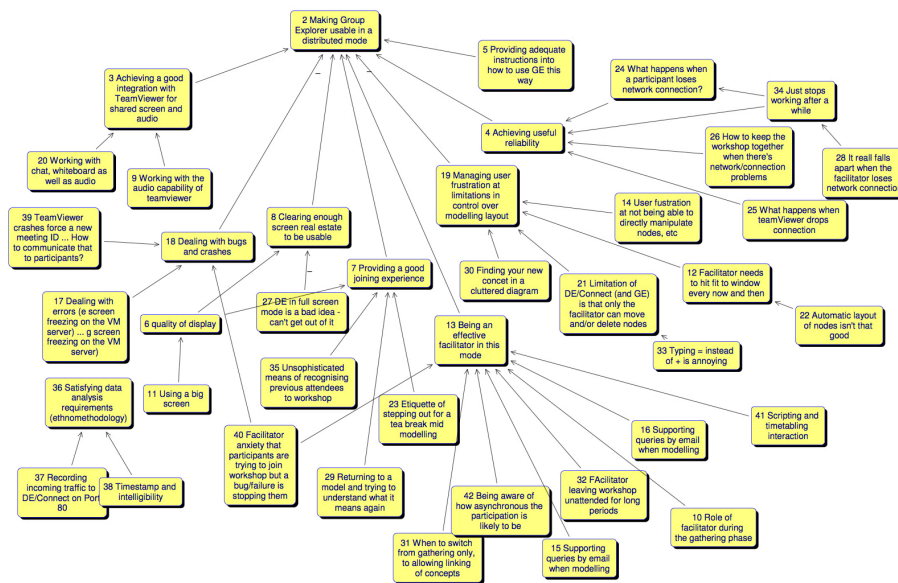 2 Making Group
Explorer usable in a
distributed mode
5 Providing adequate
instructions into
how to use GE this
way
24 What happens when
a participant loses
network connection?
3 Achieving a good
integration with
TeamViewer for
shared screen and
audio
34 Just stops
working after a
while
4 Achieving useful
reliability
26 How to keep the
workshop together
when there's
network/connection
problems
28 It reall falls
apart when the
facilitator loses
network connection
20 Working with
chat, whiteboard
as well as audio
9 Working with the
audio capability of
teamviewer
19 Managing user
frustration at
limitations in
control over
modelling layout
14 User fustration
at not being able to
directly manipulate
nodes, etc
25 What happens when
teamViewer drops
connection
39 TeamViewer
crashes force a new
meeting ID ... How
to communicate that
to participants?
8 Clearing enough
screen real estate
to be usable
18 Dealing with bugs
and crashes
7 Providing a good
joining experience
30 Finding your new
concet in a
cluttered diagram
21 Limitation of
DE/Connect (and GE)
is that only the
facilitator can move
and/or delete nodes
12 Facilitator needs
to hit fit to window
every now and then
17 Dealing with
errors (e screen
freezing on the VM
server) ... g screen
freezing on the VM
server)
6 quality of display
27 DE in full screen
mode is a bad idea -
can't get out of it
13 Being an
effective
facilitator in this
mode
22 Automatic layout
of nodes isn't that
good
33 Typing = instead
of + is annoying
35 Unsophisticated
means of recognising
previous attendees
to workshop
11 Using a big
screen
36 Satisfying data
analysis
requirements
(ethnomethodology)
23 Etiquette of
stepping out for a
tea break mid
modelling
41 Scripting and
timetabling
interaction
16 Supporting
queries by email
when modelling
40 Facilitator
anxiety that
participants are
trying to join
workshop but a
bug/failure is
stopping them
37 Recording
incoming traffic to
DE/Connect on Port
80
38 Timestamp and
intelligibility
29 Returning to a
model and trying to
understand what it
means again
42 Being aware of
how asynchronous
the participation is
likely to be
32 FAcilitator
leaving workshop
unattended for long
periods
10 Role of
facilitator during
the gathering phase
31 When to switch
from gathering only,
to allowing linking
of concepts
15 Supporting
queries by email
when modelling